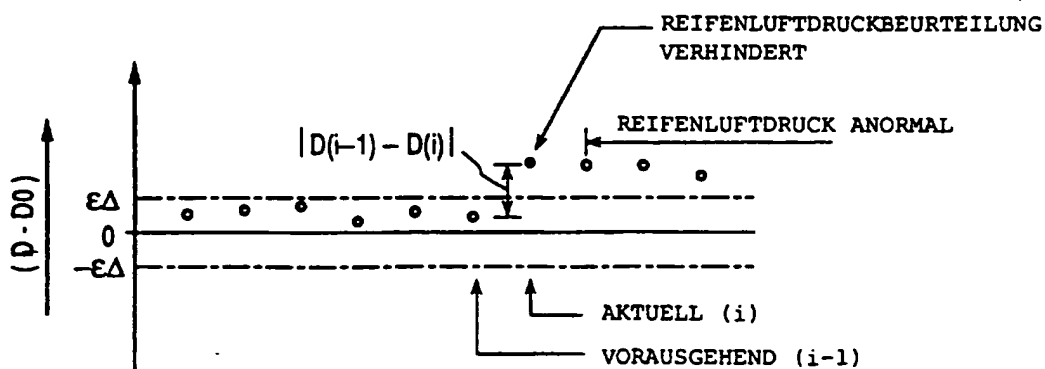 REIFENLUFTDRUCKBEURTEILUNG
VERHINDERT
|D(i–1) – D(i)|
REIFENLUFTDRUCK ANORMAL
(D - D0)
εΔ
0
–εΔ
AKTUELL (i)
VORAUSGEHEND (i-1)